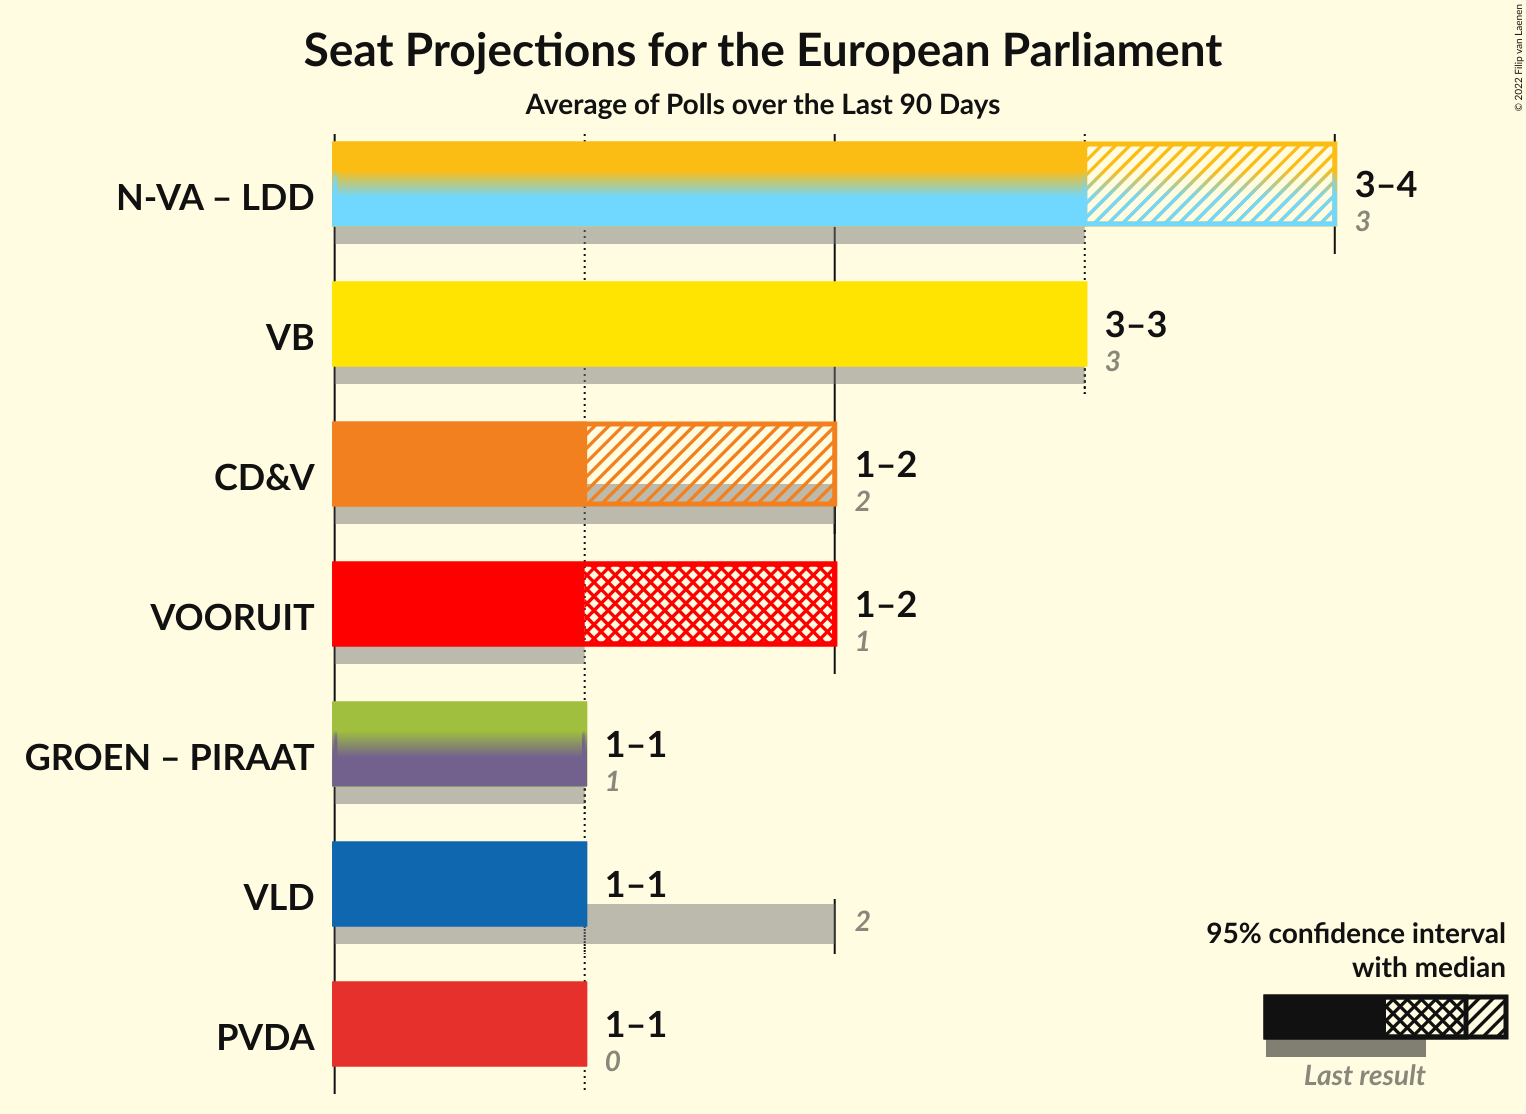 Seat Projections for the European Parliament
Average of Polls over the Last 90 Days
© 2022 Filip van Laenen
N-VA – LDD
3–4
3
VB
3–3
3
CD&V
1–2
2
VOORUIT
1–2
1
GROEN – PIRAAT
1–1
1
VLD
1–1
2
PVDA
1–1
0
95% confidence interval
with median
Last result